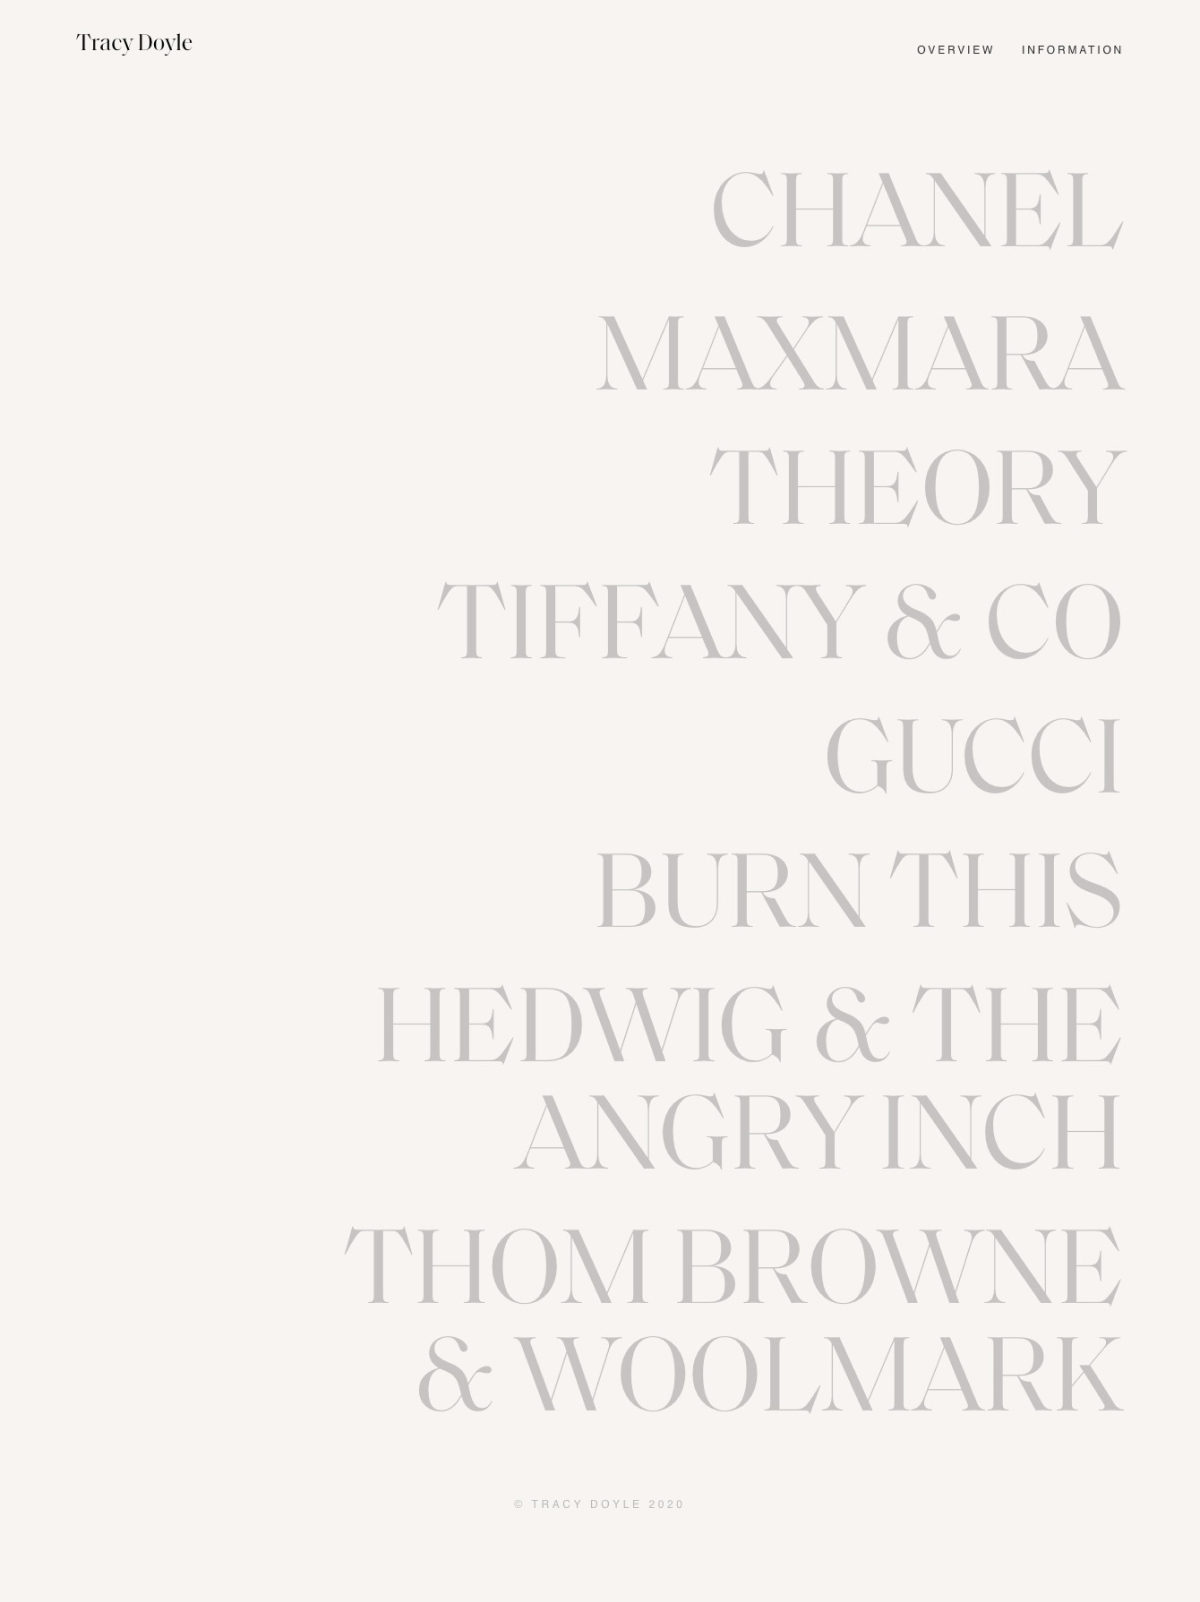 Tracy Doyle
OVERVIEW INFORMATION
CHANEL
MAXMARA
THEORY
TIFFANY & CO
GUCCI
BURN THIS
HEDWIG & THE
ANGRY INCH
THOM BROWNE
& WOOLMARK
© TRACY DOYLE 2020